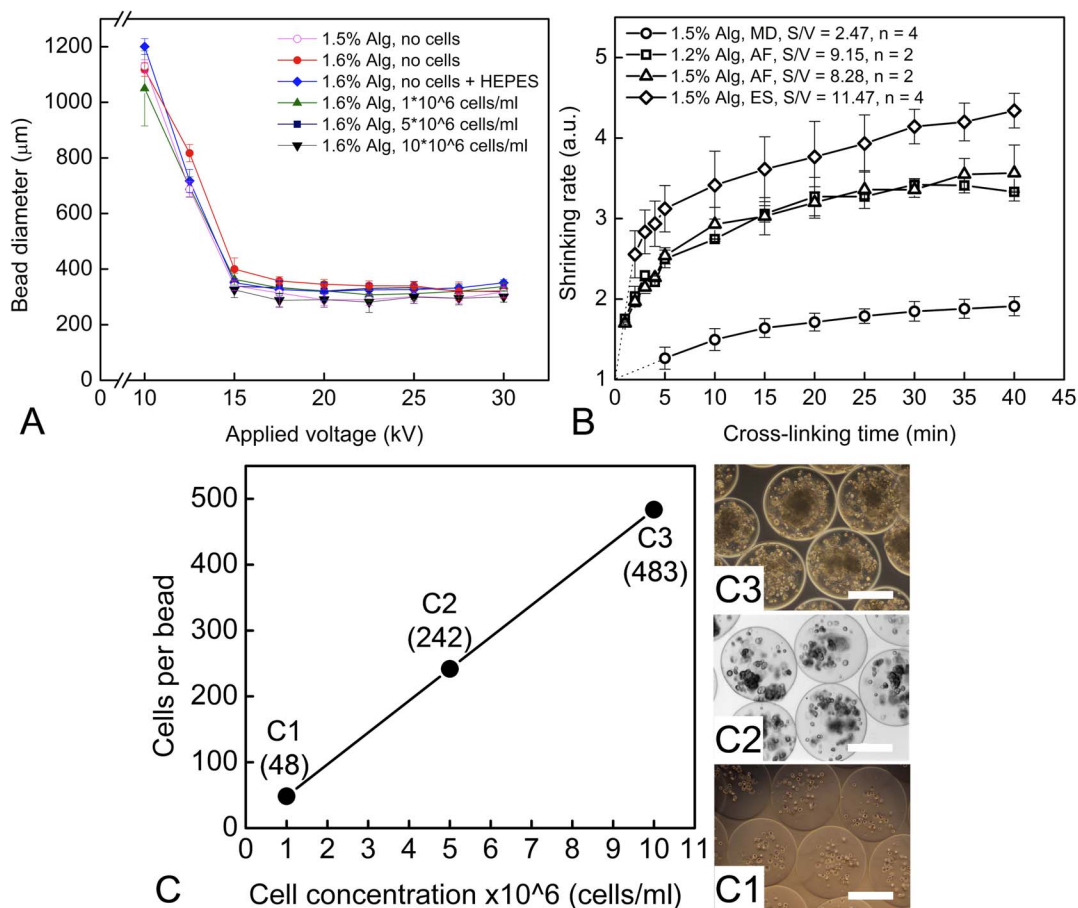 1.5% Alg, no cells
1.6% Alg, no cells
1.6% Alg, no cells + HEPES
1.6% Alg, 1*10^6 cells/ml
1.6% Alg, 5*10^6 cells/ml
1.6% Alg, 10*10^6 cells/ml
Bead diameter (μm)
1200
1000
800
600
400
200
0
10
15
20
25
30
Applied voltage (kV)
A
1.5% Alg, MD, S/V = 2.47, n = 4
1.2% Alg, AF, S/V = 9.15, n = 2
1.5% Alg, AF, S/V = 8.28, n = 2
1.5% Alg, ES, S/V = 11.47, n = 4
Shrinking rate (a.u.)
5
4
3
2
1
0 5 10 15 20 25 30 35 40 45
Cross-linking time (min)
B
Cells per bead
500
400
300
200
100
0
C1
(48)
C2
(242)
C3
(483)
0 1 2 3 4 5 6 7 8 9 10 11
Cell concentration x10^6 (cells/ml)
C
C3
C2
C1